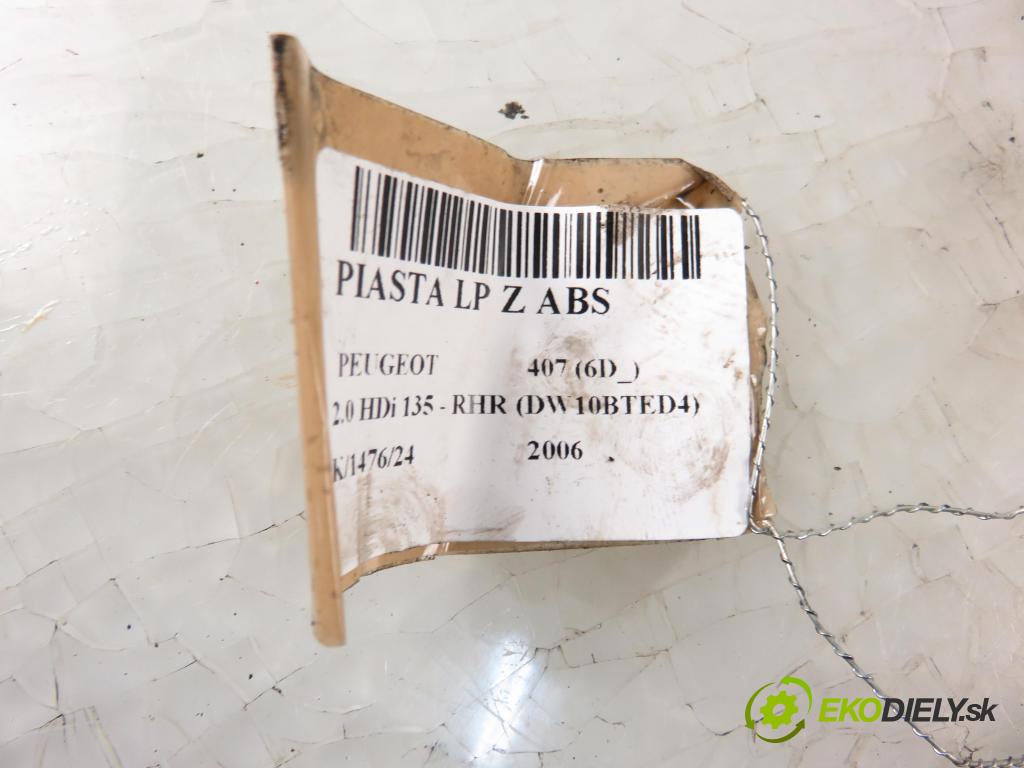 PIASTA LP Z ABS
PEUGEOT 407 (6D_)
2.0 HDi 135 - RHR (DW10BTED4)
K/1476/24 2006
EKODIELY.sk